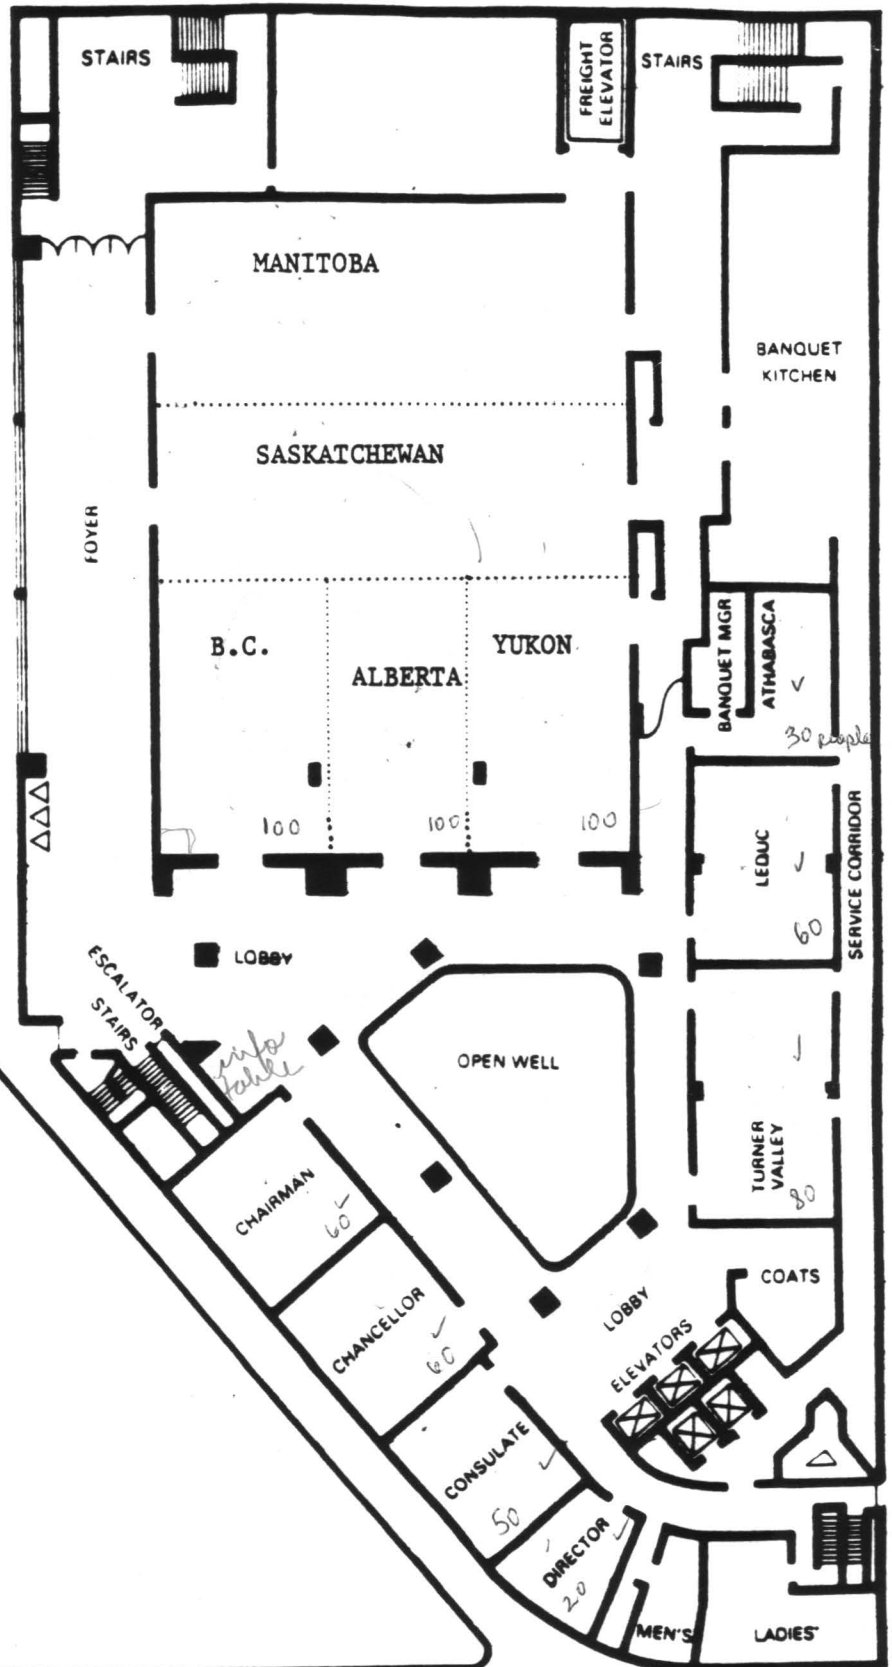 STAIRS
FREIGHT
ELEVATOR
STAIRS
MANITOBA
BANQUET
KITCHEN
SASKATCHEWAN
FOYER
B.C.
ALBERTA
YUKON
BANQUET MGR
ATHABASCA
✓
30 people
100
100
100
LEDUC
✓
60
SERVICE CORRIDOR
LOBBY
ESCALATOR
STAIRS
info
table
OPEN WELL
TURNER
VALLEY
80
CHAIRMAN
✓
60
COATS
CHANCELLOR
✓
60
LOBBY
ELEVATORS
CONSULATE
✓
50
DIRECTOR
✓
20
MEN'S
LADIES'